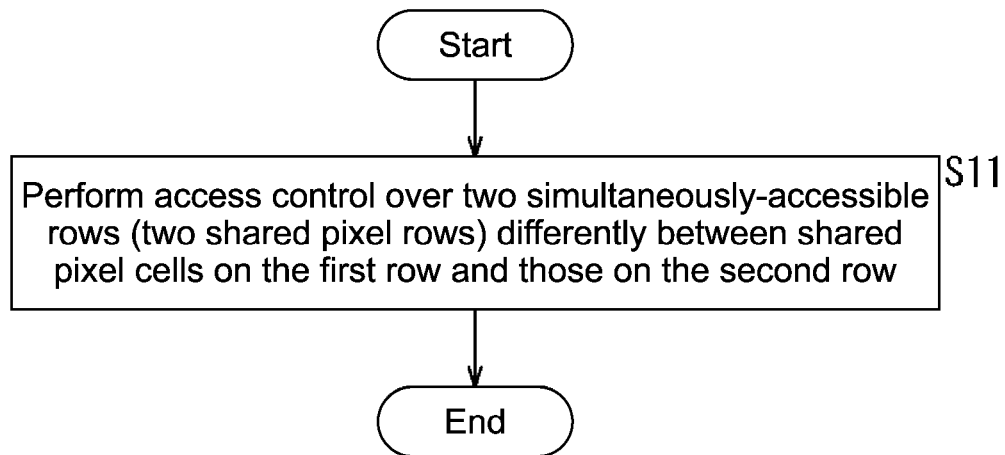 Start
S11
Perform access control over two simultaneously-accessible
rows (two shared pixel rows) differently between shared
pixel cells on the first row and those on the second row
End